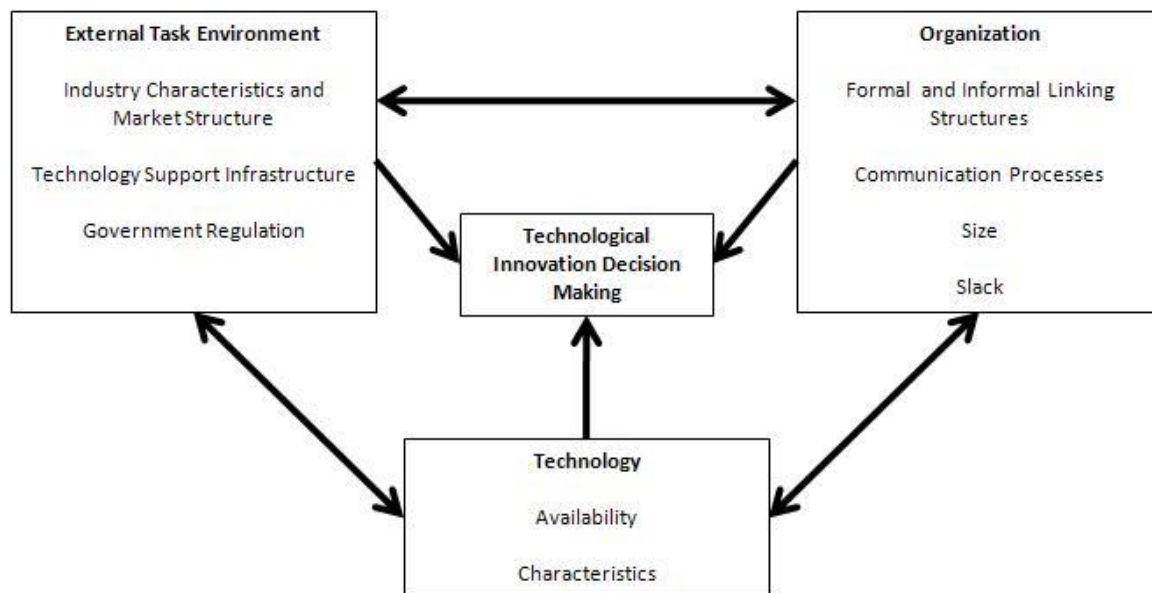 External Task Environment
Industry Characteristics and
Market Structure
Technology Support Infrastructure
Government Regulation
Organization
Formal and Informal Linking
Structures
Communication Processes
Size
Slack
Technological
Innovation Decision
Making
Technology
Availability
Characteristics